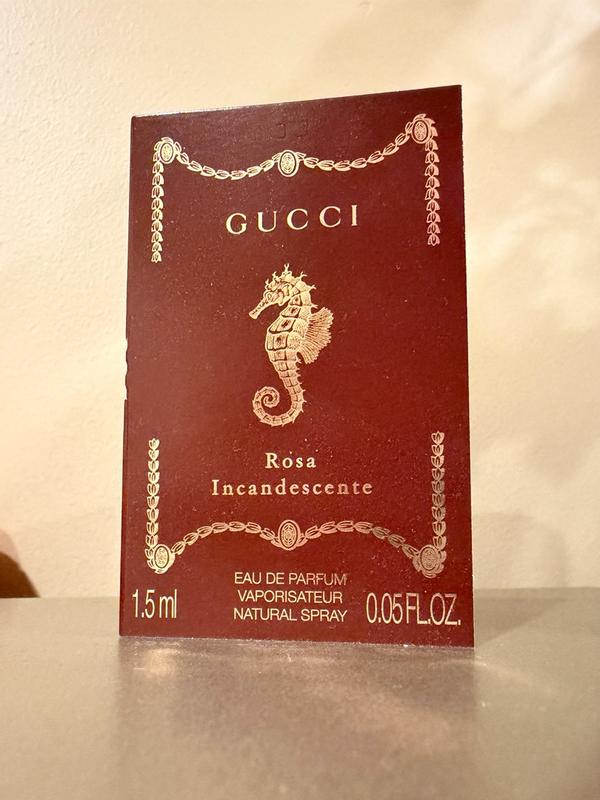 GUCCI
Rosa
Incandescente
EAU DE PARFUM
VAPORISATEUR
NATURAL SPRAY
1.5 ml
0.05 FL.OZ.